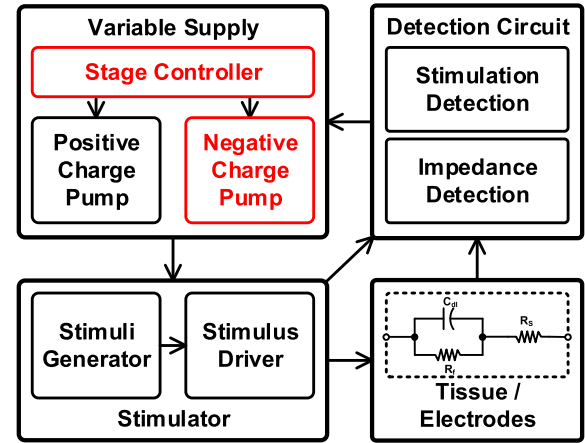 Variable Supply
Stage Controller
Positive
Charge
Pump
Negative
Charge
Pump
Detection Circuit
Stimulation
Detection
Impedance
Detection
Stimuli
Generator
Stimulus
Driver
Stimulator
Cdl
Rf
RS
Tissue /
Electrodes